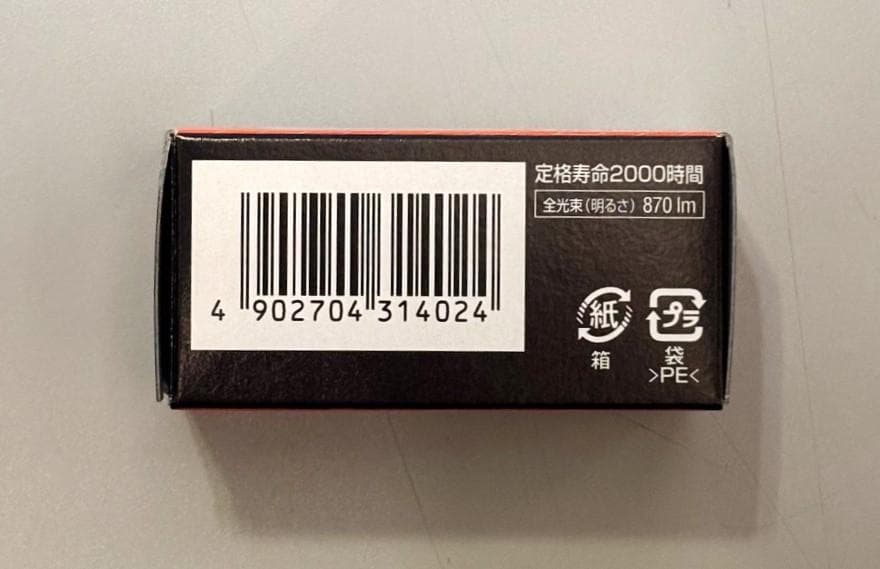 定格寿命2000時間
全光束(明るさ) 870 lm
4 902704 314024
紙
プラ
箱
袋
>PE<